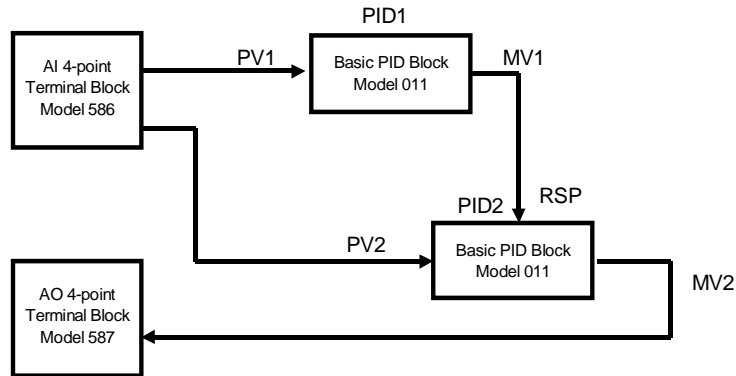 PID1
AI 4-point
Terminal Block
Model 586
PV1
Basic PID Block
Model 011
MV1
RSP
PID2
PV2
Basic PID Block
Model 011
MV2
AO 4-point
Terminal Block
Model 587